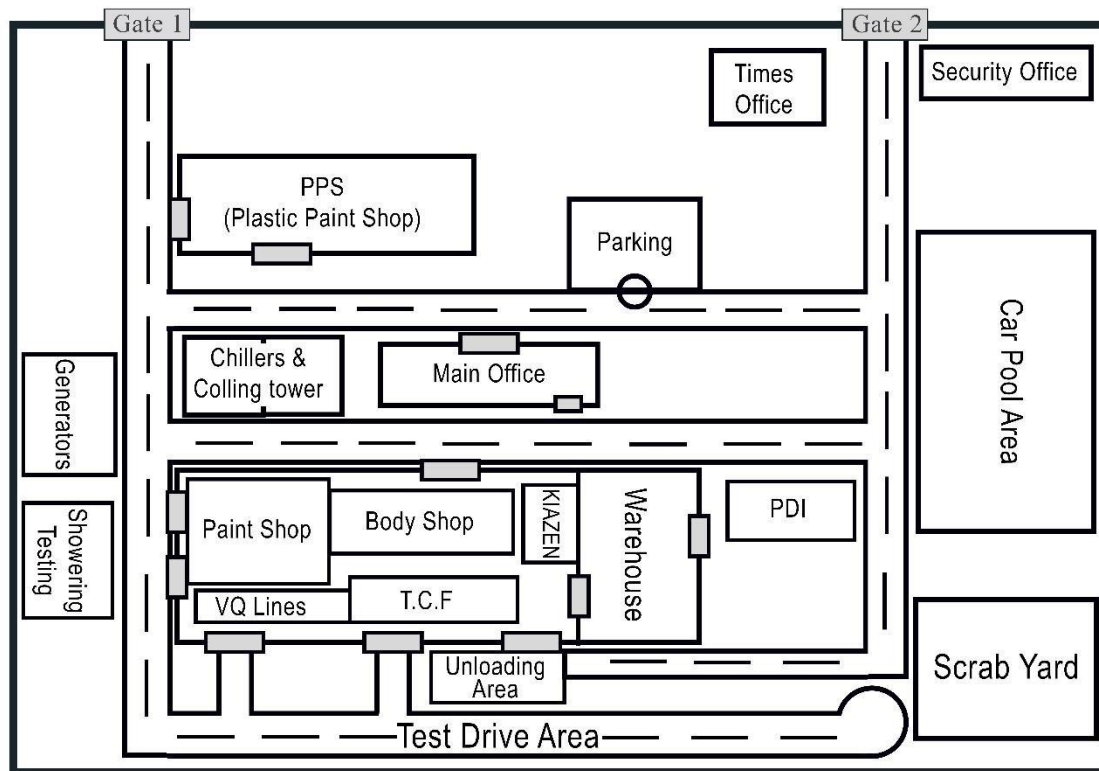 Gate 1
Gate 2
Times
Office
Security Office
PPS
(Plastic Paint Shop)
Parking
Car Pool Area
Generators
Chillers &
Colling tower
Main Office
Showering
Testing
Paint Shop
Body Shop
KIAZEN
Warehouse
PDI
VQ Lines
T.C.F
Unloading
Area
Scrab Yard
Test Drive Area